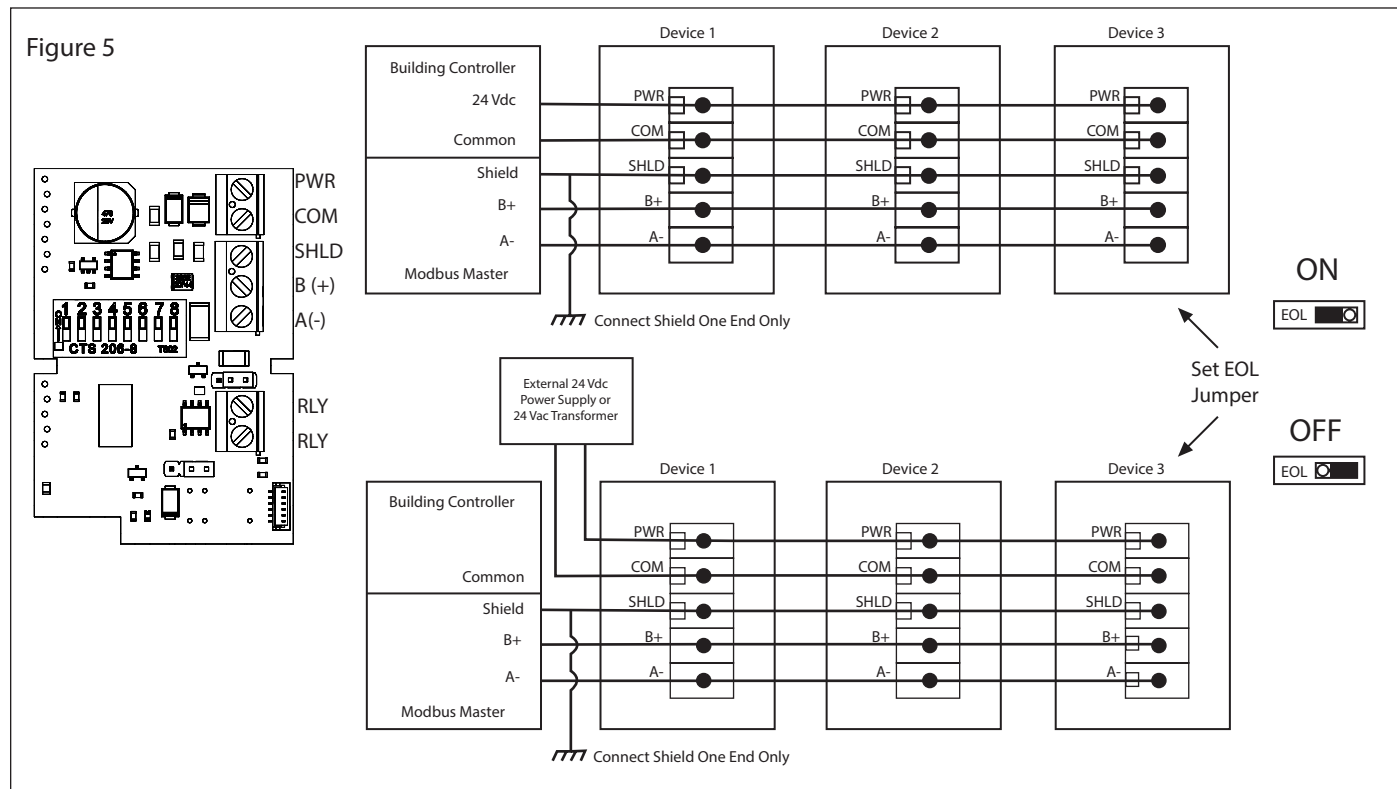 Figure 5
PWR
COM
SHLD
B (+)
A(-)
RLY
RLY
1 2 3 4 5 6 7 8
CTS 206-8
Building Controller
24 Vdc
Common
Shield
B+
A-
Modbus Master
Device 1
PWR
COM
SHLD
B+
A-
Device 2
PWR
COM
SHLD
B+
A-
Device 3
PWR
COM
SHLD
B+
A-
Connect Shield One End Only
ON
EOL
Set EOL
Jumper
OFF
EOL
External 24 Vdc
Power Supply or
24 Vac Transformer
Building Controller
Common
Shield
B+
A-
Modbus Master
Device 1
PWR
COM
SHLD
B+
A-
Device 2
PWR
COM
SHLD
B+
A-
Device 3
PWR
COM
SHLD
B+
A-
Connect Shield One End Only